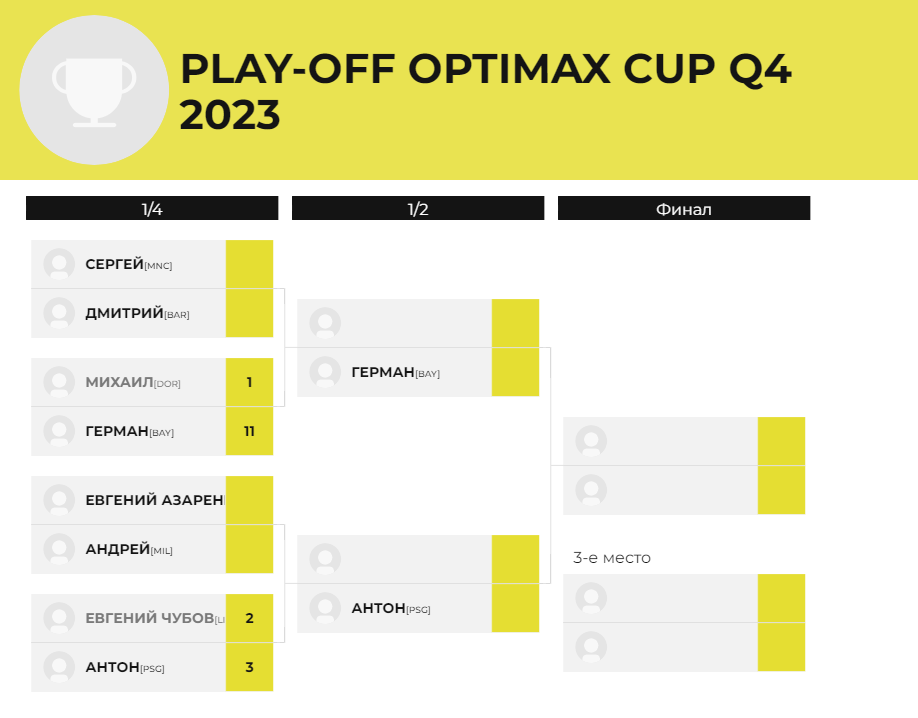 PLAY-OFF OPTIMAX CUP Q4
2023
1/4
1/2
Финал
СЕРГЕЙ[MNC]
ДМИТРИЙ[BAR]
МИХАИЛ[DOR] 1
ГЕРМАН[BAY] 11
ЕВГЕНИЙ АЗАРЕН
АНДРЕЙ[MIL]
ЕВГЕНИЙ ЧУБОВ[LI 2
АНТОН[PSG] 3
ГЕРМАН[BAY]
АНТОН[PSG]
3-е место